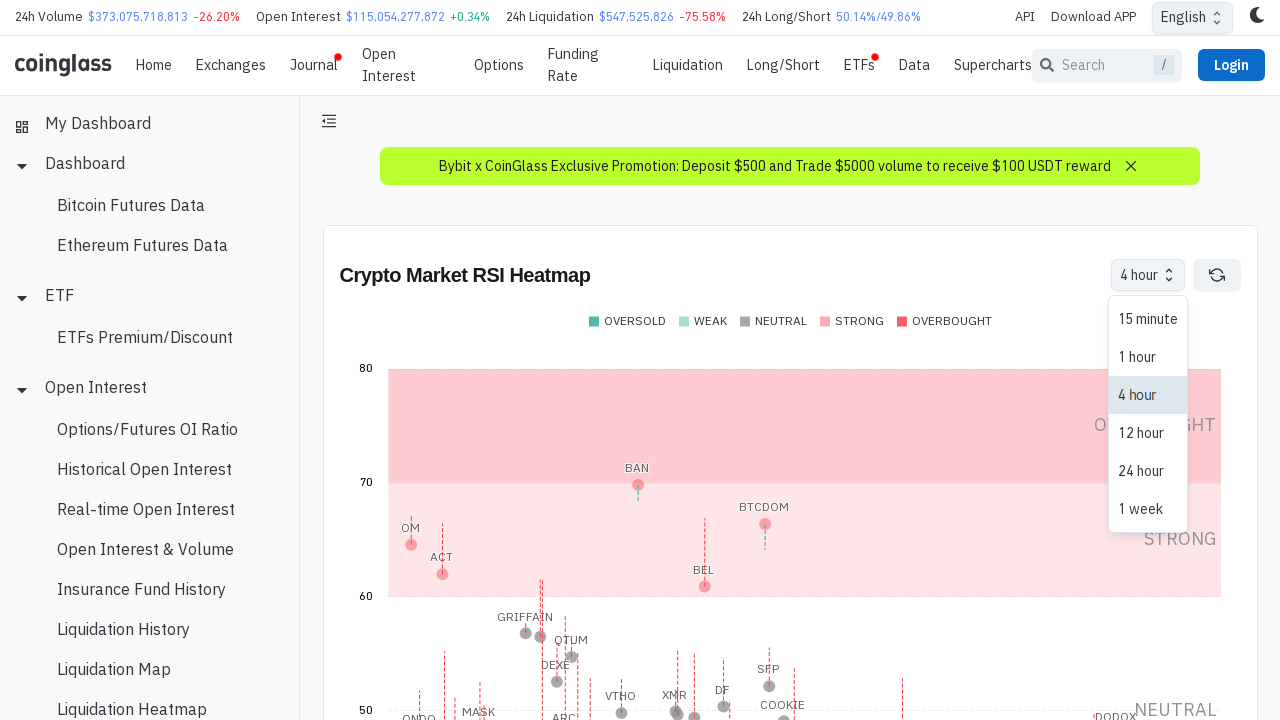 24h Volume $373,075,718,813 -26.20% Open Interest $115,054,277,872 +0.34% 24h Liquidation $547,525,826 -75.58% 24h Long/Short 50.14%/49.86% API Download APP English
coinglass Home Exchanges Journal Open Interest Options Funding Rate Liquidation Long/Short ETFs Data Supercharts Search / Login
My Dashboard
Dashboard
Bitcoin Futures Data
Ethereum Futures Data
ETF
ETFs Premium/Discount
Open Interest
Options/Futures OI Ratio
Historical Open Interest
Real-time Open Interest
Open Interest & Volume
Insurance Fund History
Liquidation History
Liquidation Map
Liquidation Heatmap
Bybit x CoinGlass Exclusive Promotion: Deposit $500 and Trade $5000 volume to receive $100 USDT reward
Crypto Market RSI Heatmap
4 hour
15 minute
1 hour
4 hour
12 hour
24 hour
1 week
OVERSOLD WEAK NEUTRAL STRONG OVERBOUGHT
80
70
BAN
BTCDOM
OM
STRONG
ACT
BEL
60
GRIFFAIN
QTUM
DEXE
SFP
VTHO
XMR
DF
COOKIE
50
NEUTRAL
MASK
ARC
ONDO
DODOX